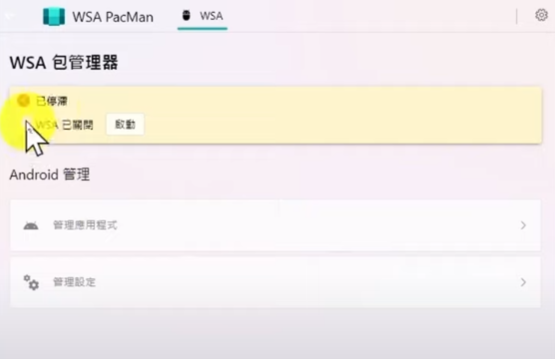 WSA PacMan
WSA
WSA 包管理器
已停滯
WSA 已關閉 啟動
Android 管理
管理應用程式
管理設定